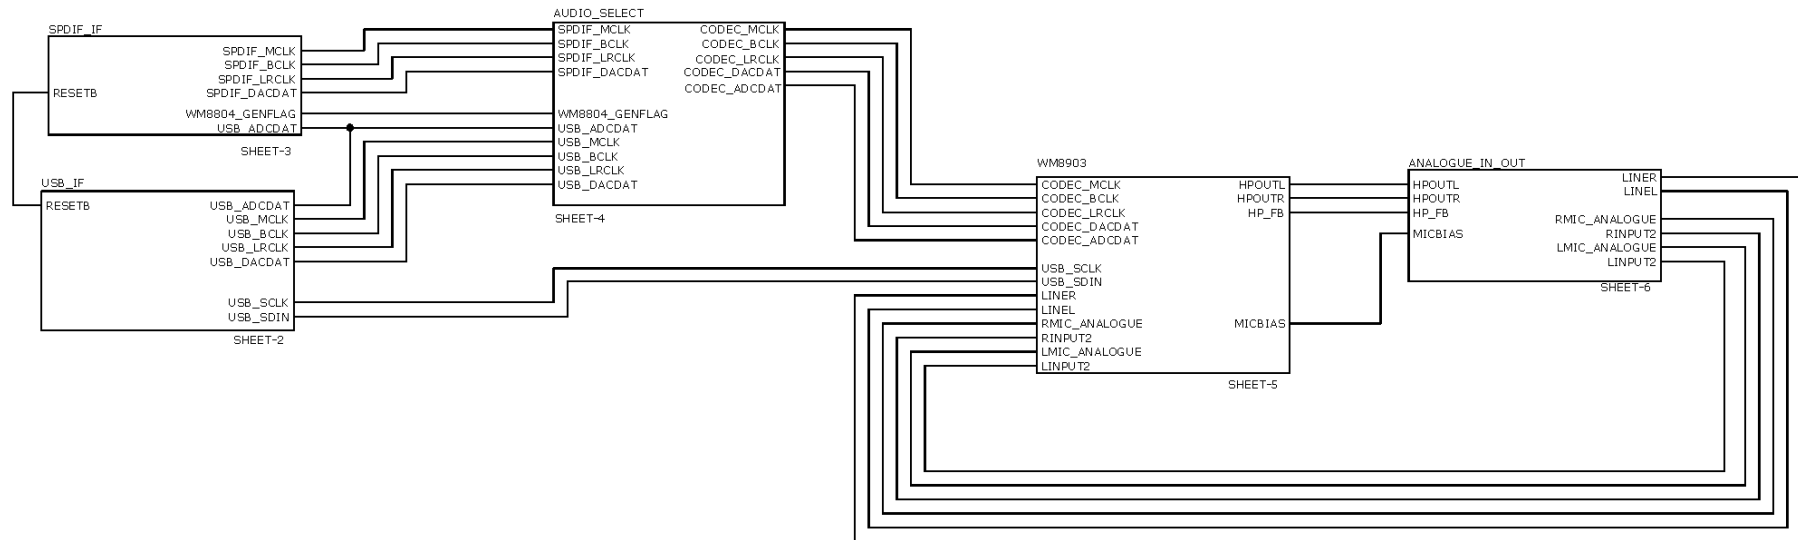 SPDIF_IF
SPDIF_MCLK
SPDIF_BCLK
SPDIF_LRCLK
SPDIF_DACDAT
RESETB
WM8804_GENFLAG
USB_ADCDAT
SHEET-3
USB_IF
RESETB
USB_ADCDAT
USB_MCLK
USB_BCLK
USB_LRCLK
USB_DACDAT
USB_SCLK
USB_SDIN
SHEET-2
AUDIO_SELECT
SPDIF_MCLK
SPDIF_BCLK
SPDIF_LRCLK
SPDIF_DACDAT
WM8804_GENFLAG
USB_ADCDAT
USB_MCLK
USB_BCLK
USB_LRCLK
USB_DACDAT
CODEC_MCLK
CODEC_BCLK
CODEC_LRCLK
CODEC_DACDAT
CODEC_ADCDAT
SHEET-4
WM8903
CODEC_MCLK
CODEC_BCLK
CODEC_LRCLK
CODEC_DACDAT
CODEC_ADCDAT
USB_SCLK
USB_SDIN
LINER
LINEL
RMIC_ANALOGUE
RINPUT2
LMIC_ANALOGUE
LINPUT2
HPOUTL
HPOUTR
HP_FB
MICBIAS
SHEET-5
ANALOGUE_IN_OUT
HPOUTL
HPOUTR
HP_FB
MICBIAS
LINER
LINEL
RMIC_ANALOGUE
RINPUT2
LMIC_ANALOGUE
LINPUT2
SHEET-6